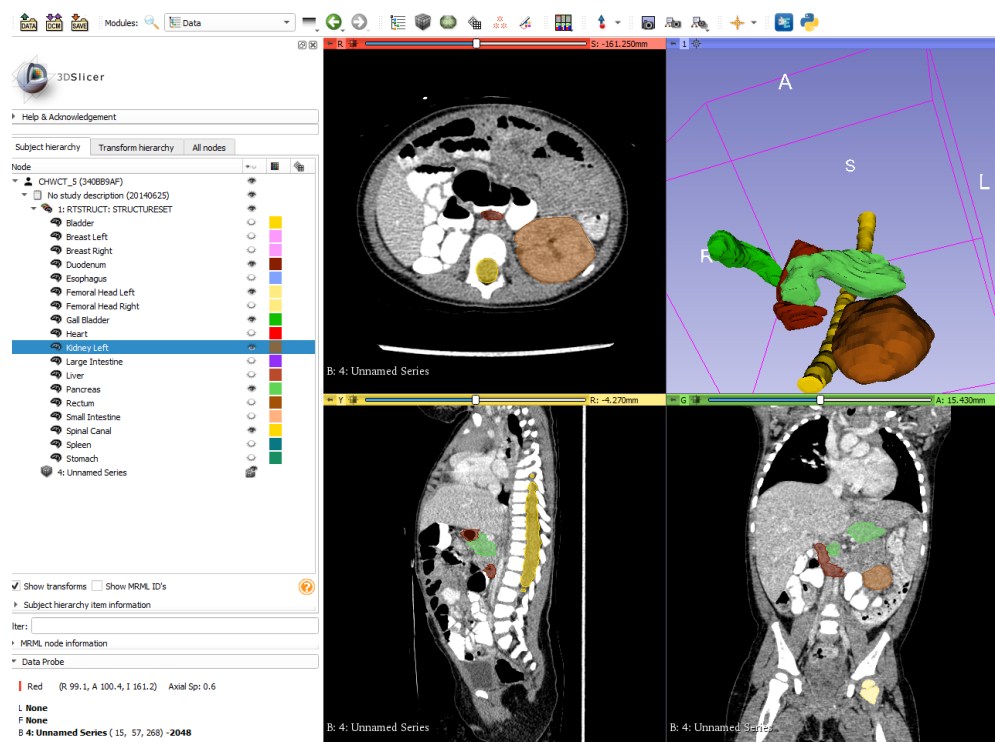 DATA
DCM
SAVE
Modules:
Data
3DSlicer
Help & Acknowledgement
Subject hierarchy
Transform hierarchy
All nodes
Node
CHWCT_5 (340BB9AF)
No study description (20140625)
1: RTSTRUCT: STRUCTURESET
Bladder
Breast Left
Breast Right
Duodenum
Esophagus
Femoral Head Left
Femoral Head Right
Gall Bladder
Heart
Kidney Left
Large Intestine
Liver
Pancreas
Rectum
Small Intestine
Spinal Canal
Spleen
Stomach
4: Unnamed Series
Show transforms
Show MRML ID's
Subject hierarchy item information
lter:
MRML node information
Data Probe
Red (R 99.1, A 100.4, I 161.2) Axial Sp: 0.6
L None
F None
B 4: Unnamed Series ( 15, 57, 268) -2048
R
S: -161.250mm
B: 4: Unnamed Series
1
A
S
L
R
Y
R: -4.270mm
B: 4: Unnamed Series
G
A: 15.430mm
B: 4: Unnamed Series